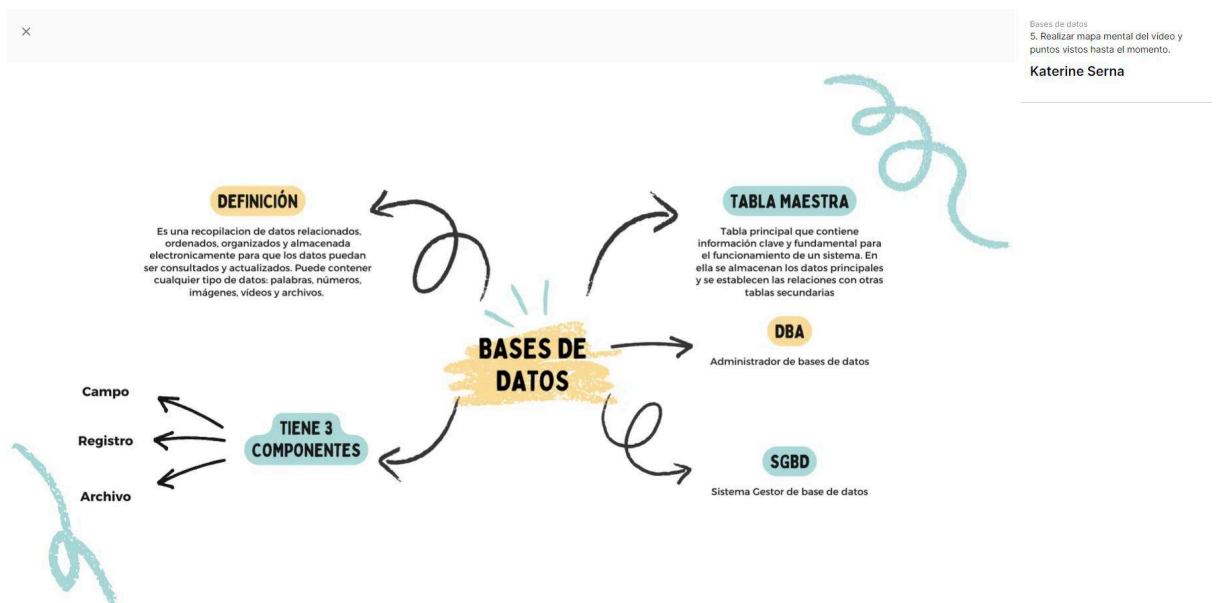 Bases de datos
5. Realizar mapa mental del vídeo y
puntos vistos hasta el momento.
Katerine Serna
DEFINICIÓN
Es una recopilacion de datos relacionados,
ordenados, organizados y almacenada
electronicamente para que los datos puedan
ser consultados y actualizados. Puede contener
cualquier tipo de datos: palabras, números,
imágenes, vídeos y archivos.
TABLA MAESTRA
Tabla principal que contiene
información clave y fundamental para
el funcionamiento de un sistema. En
ella se almacenan los datos principales
y se establecen las relaciones con otras
tablas secundarias
BASES DE
DATOS
DBA
Administrador de bases de datos
TIENE 3
COMPONENTES
Campo
Registro
Archivo
SGBD
Sistema Gestor de base de datos